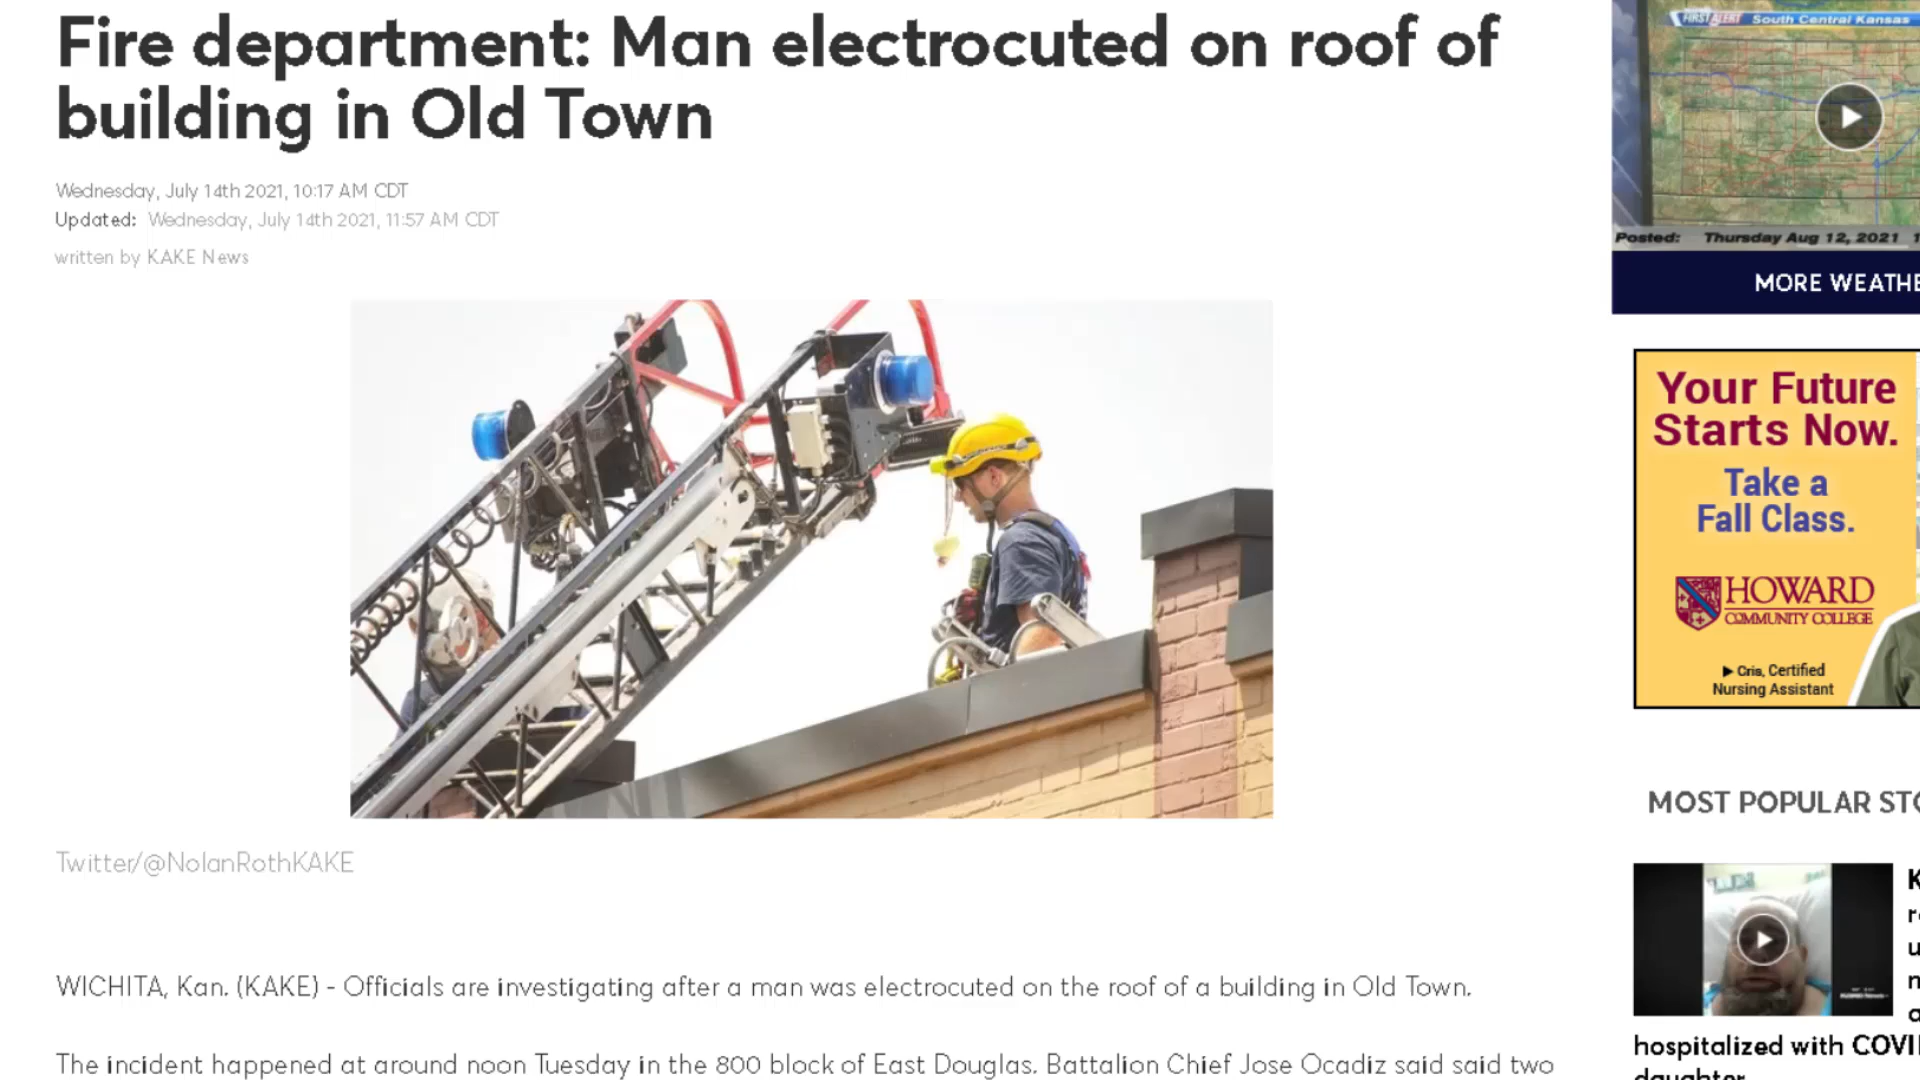 Fire department: Man electrocuted on roof of
building in Old Town
Wednesday, July 14th 2021, 10:17 AM CDT
Updated: Wednesday, July 14th 2021, 11:57 AM CDT
written by KAKE News
Twitter/@NolanRothKAKE
WICHITA, Kan. (KAKE) - Officials are investigating after a man was electrocuted on the roof of a building in Old Town.
The incident happened at around noon Tuesday in the 800 block of East Douglas. Battalion Chief Jose Ocadiz said said two
FIRST ALERT South Central Kansas
Posted: Thursday Aug 12, 2021 1
MORE WEATHE
Your Future
Starts Now.
Take a
Fall Class.
HOWARD
COMMUNITY COLLEGE
▶ Cris, Certified
Nursing Assistant
MOST POPULAR STO
K
r
u
n
a
hospitalized with COVI
daughter